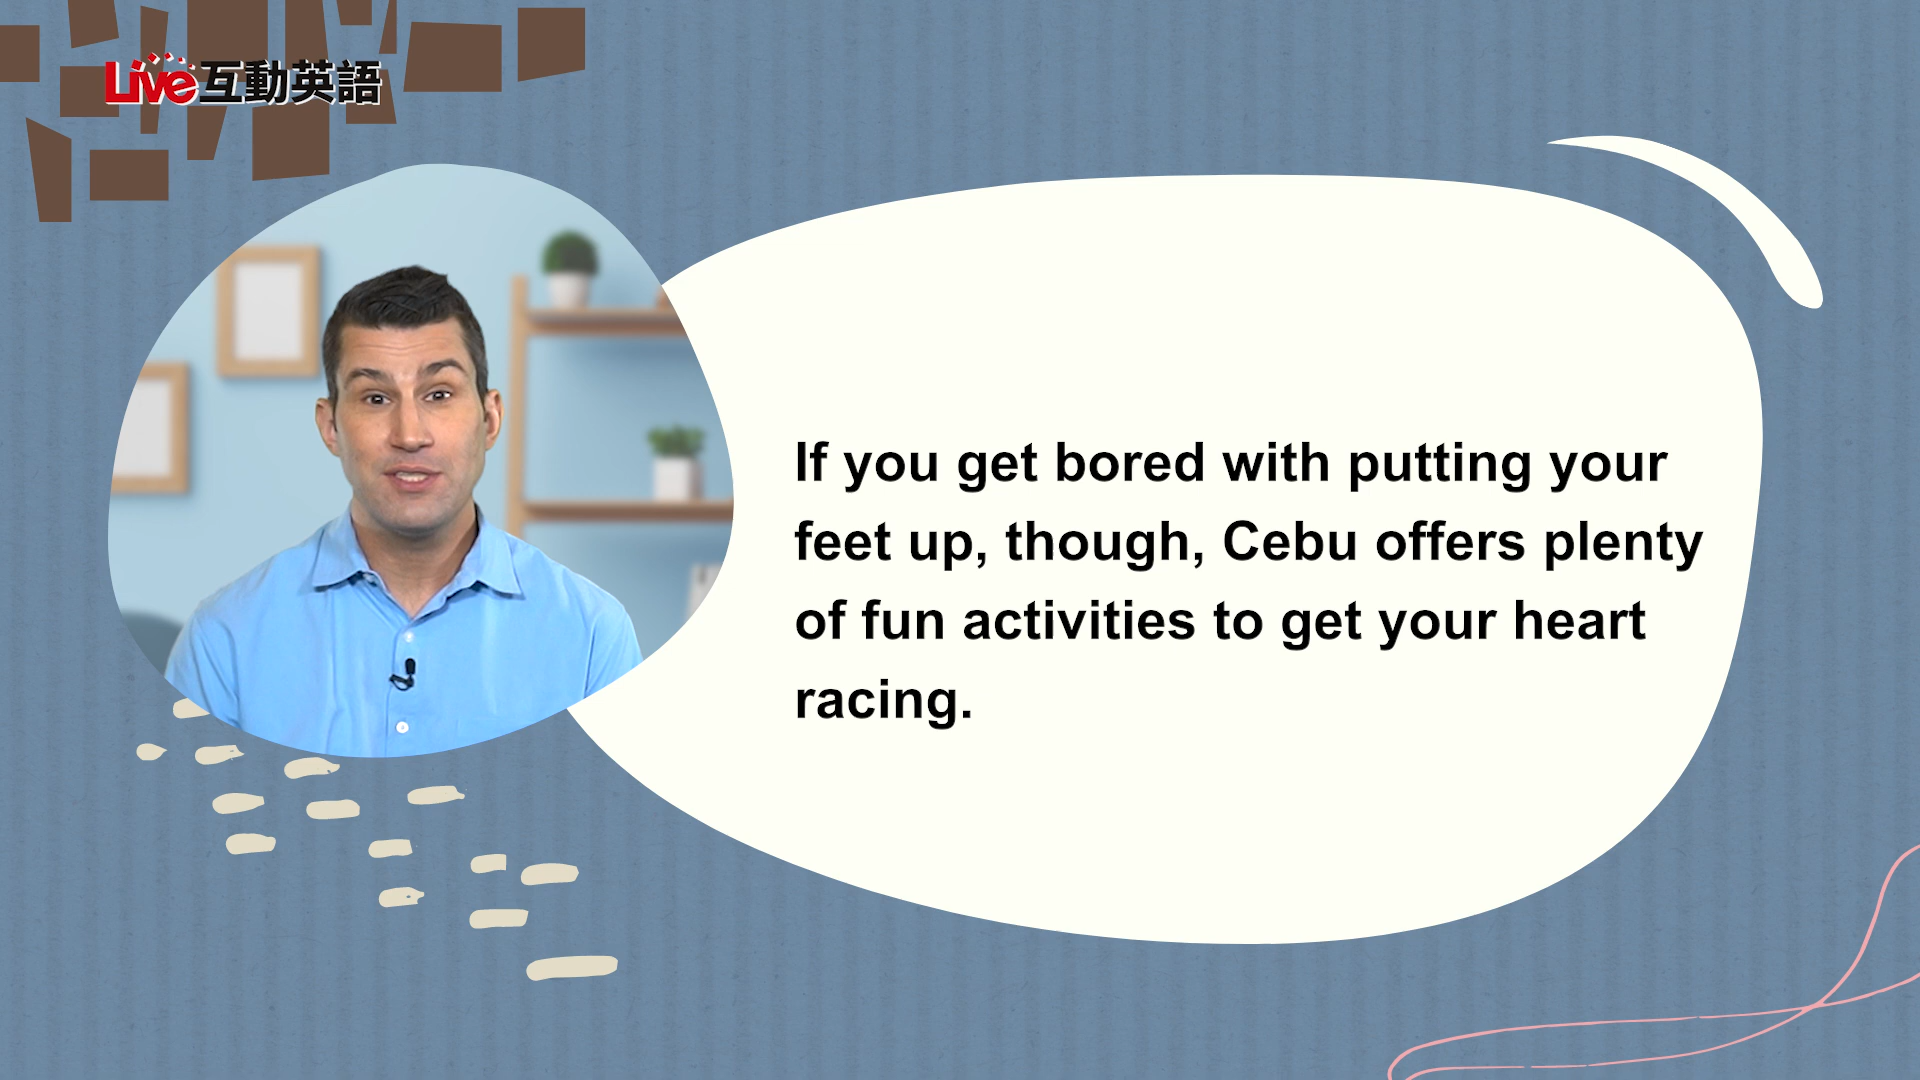 Live互動英語
If you get bored with putting your
feet up, though, Cebu offers plenty
of fun activities to get your heart
racing.